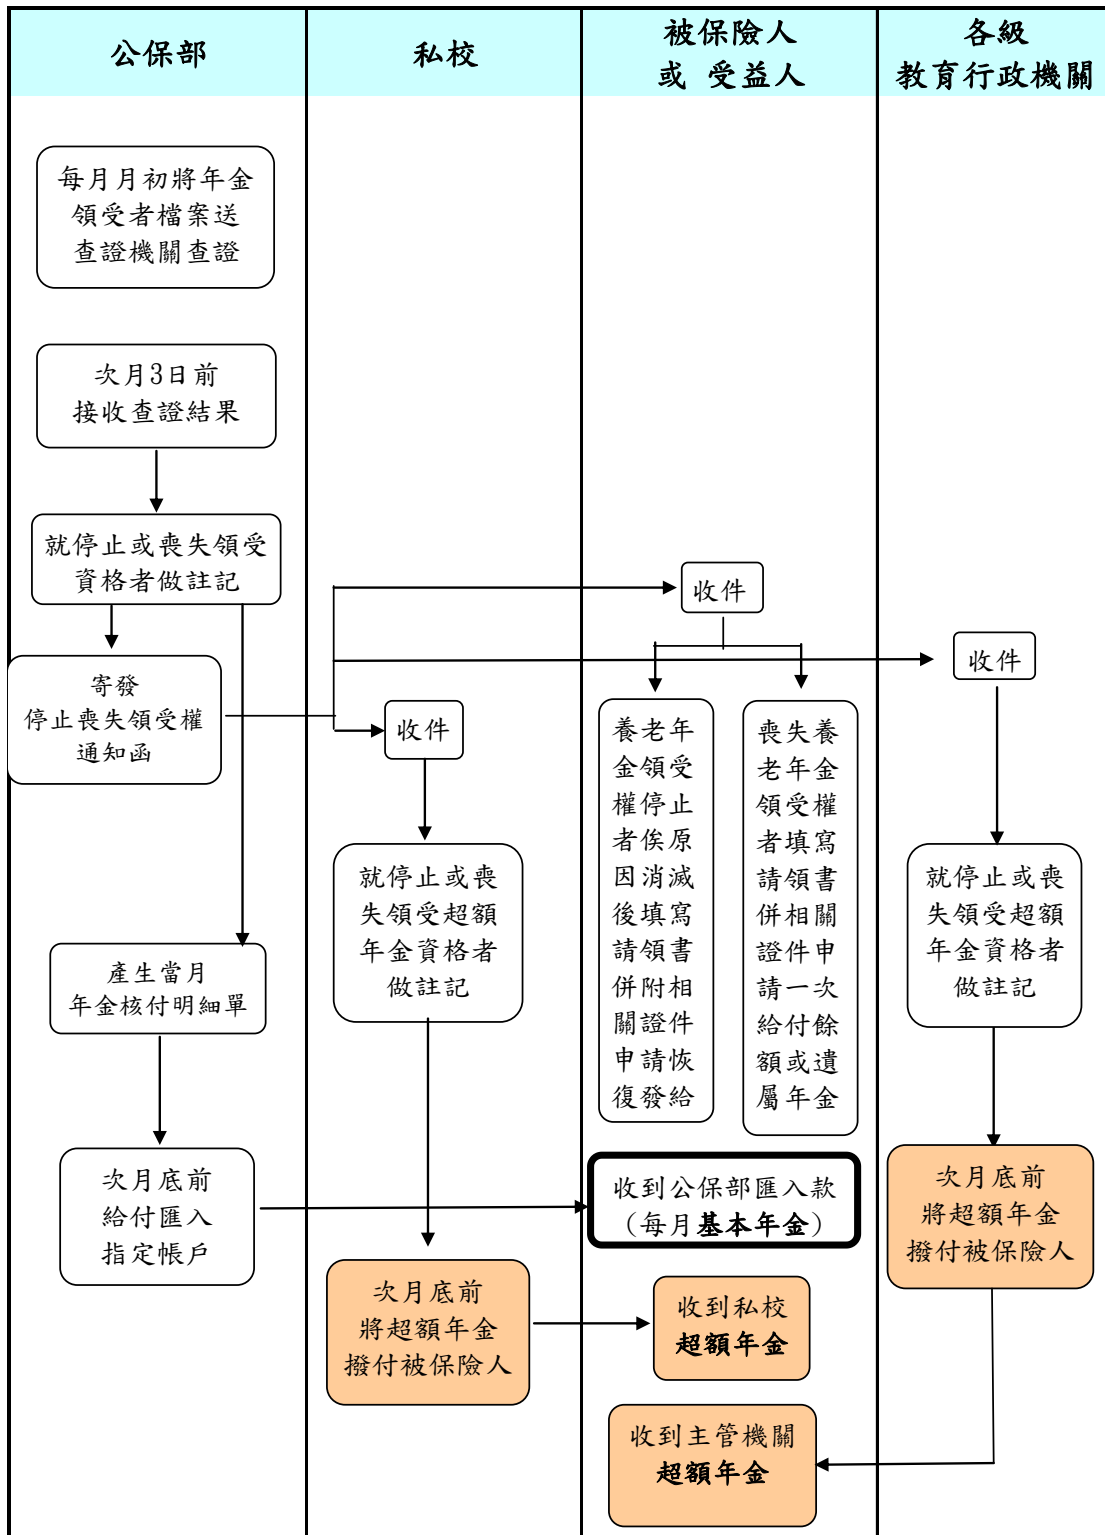 公保部
私校
被保險人
或 受益人
各級
教育行政機關
每月月初將年金
領受者檔案送
查證機關查證
次月3日前
接收查證結果
就停止或喪失領受
資格者做註記
寄發
停止喪失領受權
通知函
產生當月
年金核付明細單
次月底前
給付匯入
指定帳戶
收件
就停止或喪
失領受超額
年金資格者
做註記
次月底前
將超額年金
撥付被保險人
收件
養老年
金領受
權停止
者俟原
因消滅
後填寫
請領書
併附相
關證件
申請恢
復發給
喪失養
老年金
領受權
者填寫
請領書
併相關
證件申
請一次
給付餘
額或遺
屬年金
收到公保部匯入款
（每月基本年金）
收到私校
超額年金
收到主管機關
超額年金
收件
就停止或喪
失領受超額
年金資格者
做註記
次月底前
將超額年金
撥付被保險人